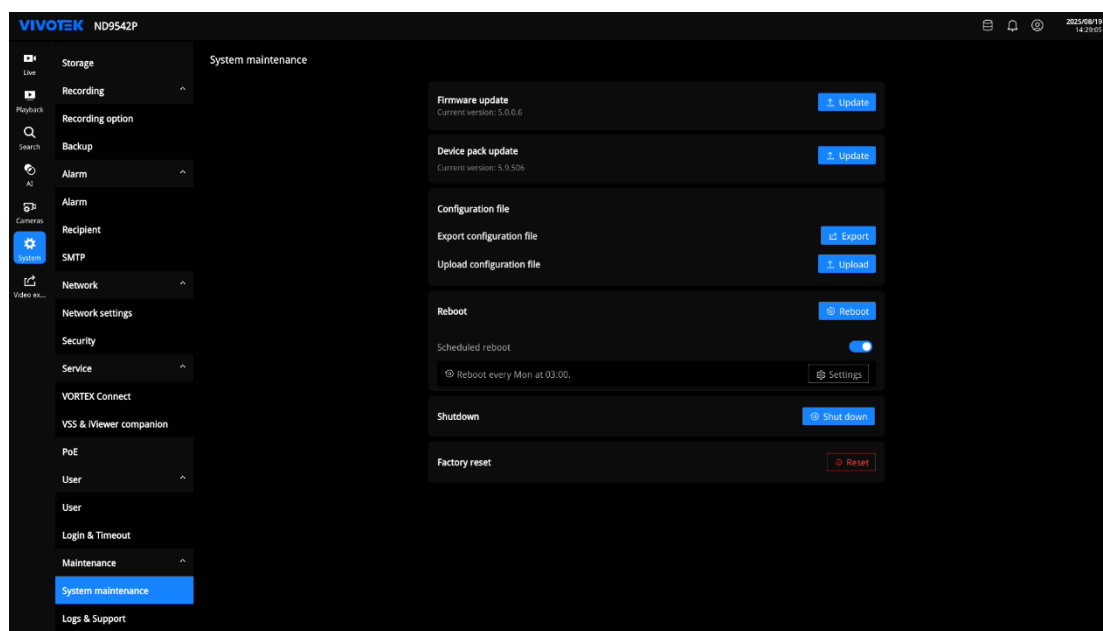 VIVOTEK ND9542P
2025/08/19
14:29:05
Live
Playback
Search
AI
Cameras
System
Video ex...
Storage
Recording
Recording option
Backup
Alarm
Alarm
Recipient
SMTP
Network
Network settings
Security
Service
VORTEX Connect
VSS & iViewer companion
PoE
User
User
Login & Timeout
Maintenance
System maintenance
Logs & Support
System maintenance
Firmware update
Current version: 5.0.0.6
Update
Device pack update
Current version: 5.9.506
Update
Configuration file
Export configuration file
Export
Upload configuration file
Upload
Reboot
Reboot
Scheduled reboot
Reboot every Mon at 03:00.
Settings
Shutdown
Shut down
Factory reset
Reset